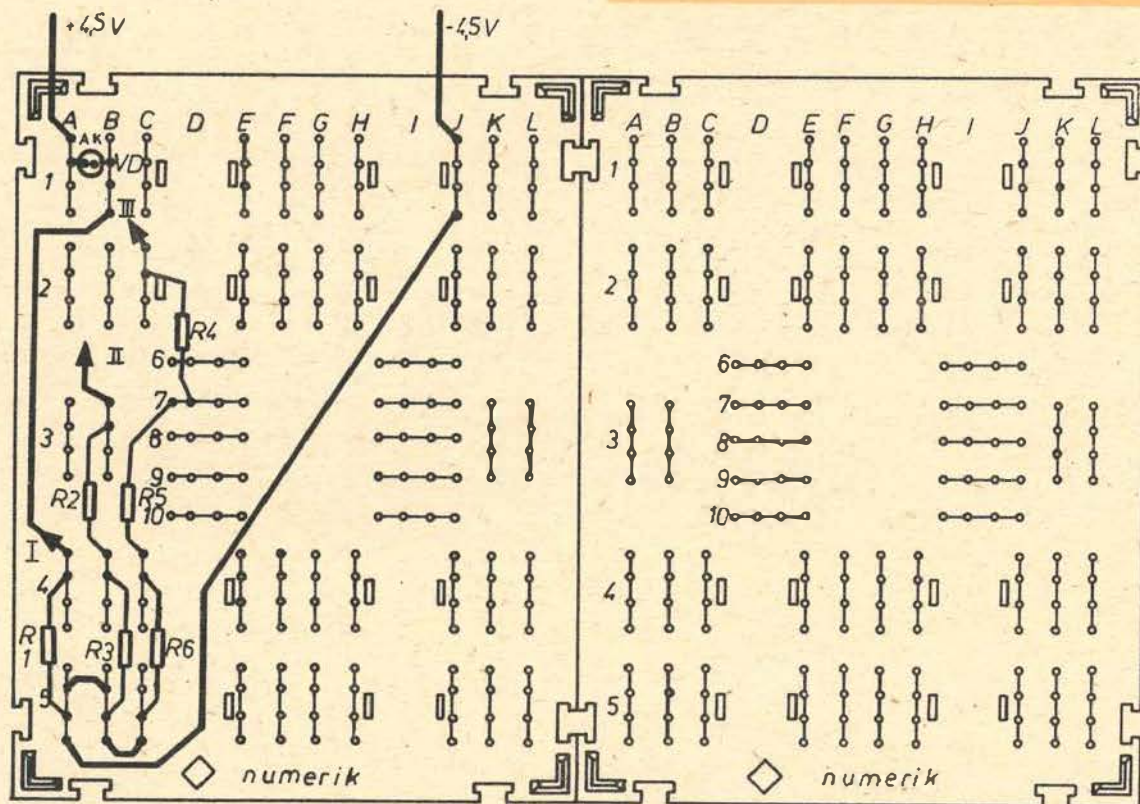 +4,5V -4,5V
A B C D E F G H I J K L A B C D E F G H I J K L
A K
VD
1 1
III
2 2
R4
II 6 6
7 7
3 8 3 8
R2 R5 9 9
10 10
I
4 4
R1 R3 R6
5 5
numerik numerik